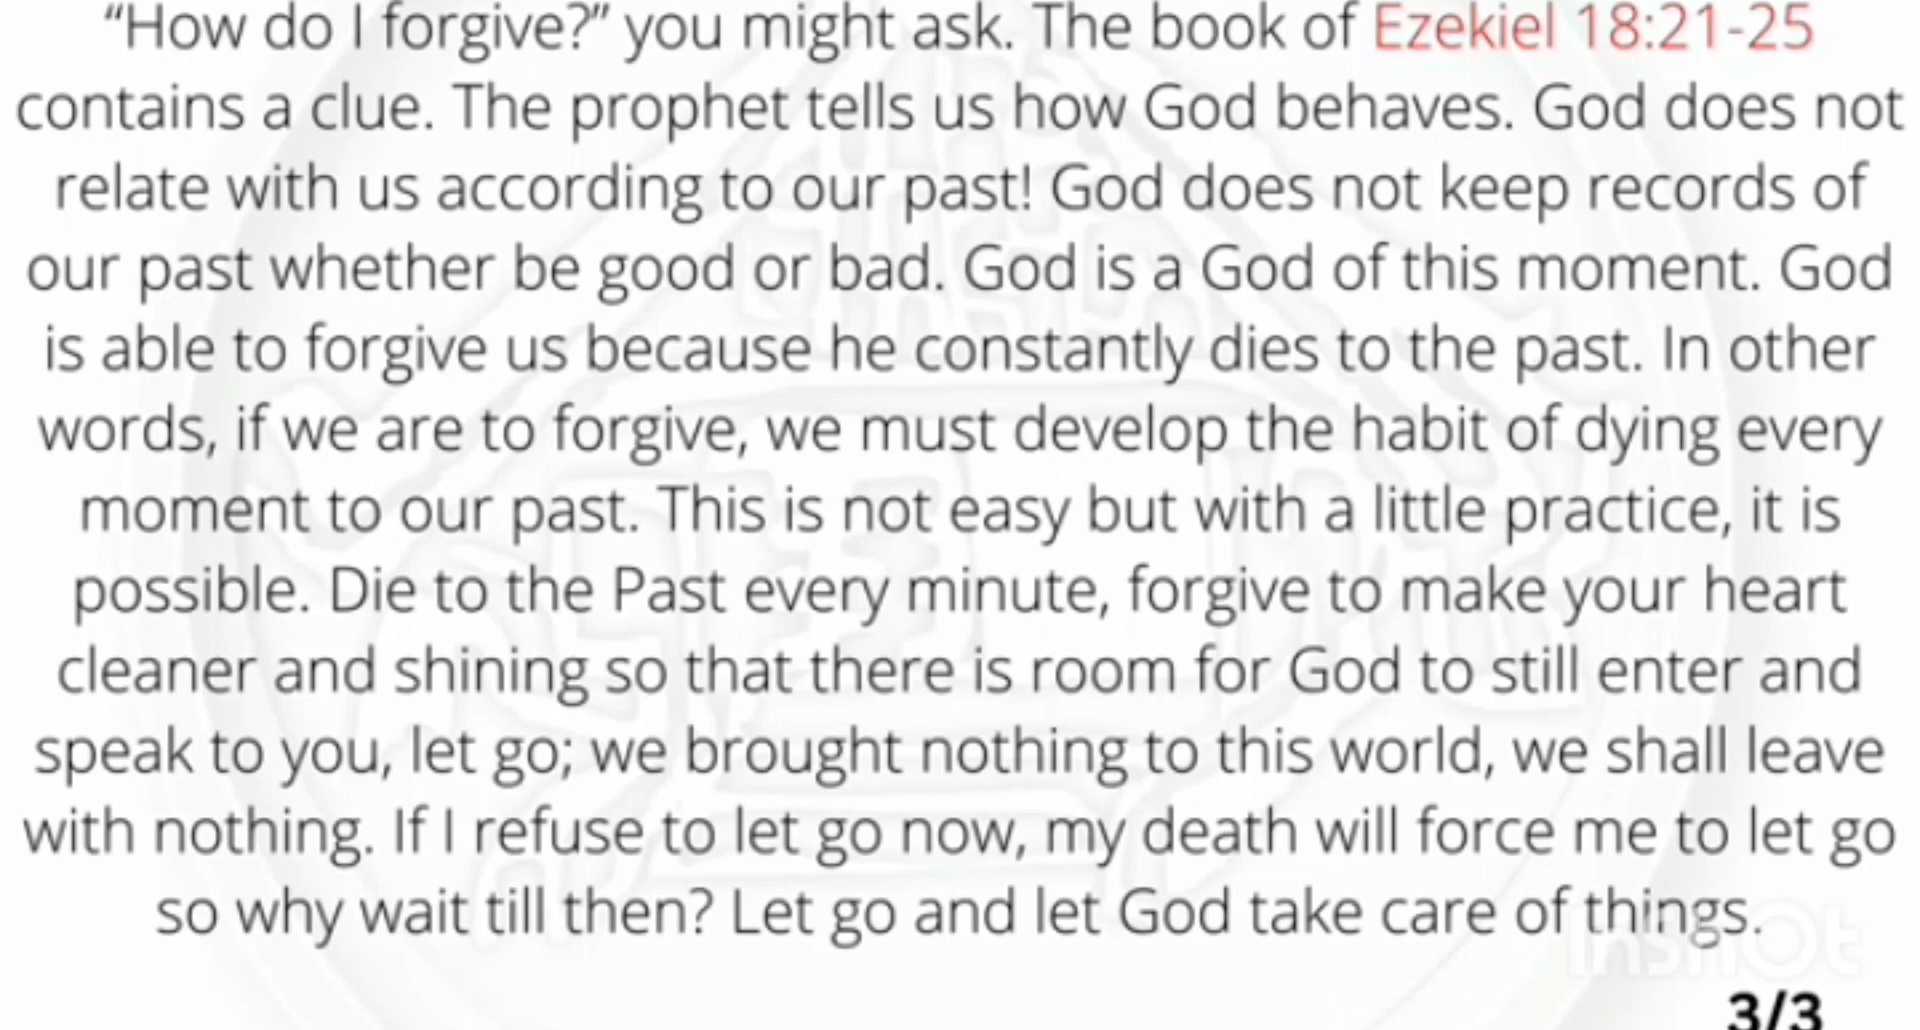 “How do I forgive?” you might ask. The book of Ezekiel 18:21-25
contains a clue. The prophet tells us how God behaves. God does not
relate with us according to our past! God does not keep records of
our past whether be good or bad. God is a God of this moment. God
is able to forgive us because he constantly dies to the past. In other
words, if we are to forgive, we must develop the habit of dying every
moment to our past. This is not easy but with a little practice, it is
possible. Die to the Past every minute, forgive to make your heart
cleaner and shining so that there is room for God to still enter and
speak to you, let go; we brought nothing to this world, we shall leave
with nothing. If I refuse to let go now, my death will force me to let go
so why wait till then? Let go and let God take care of things.
InShOt
3/3